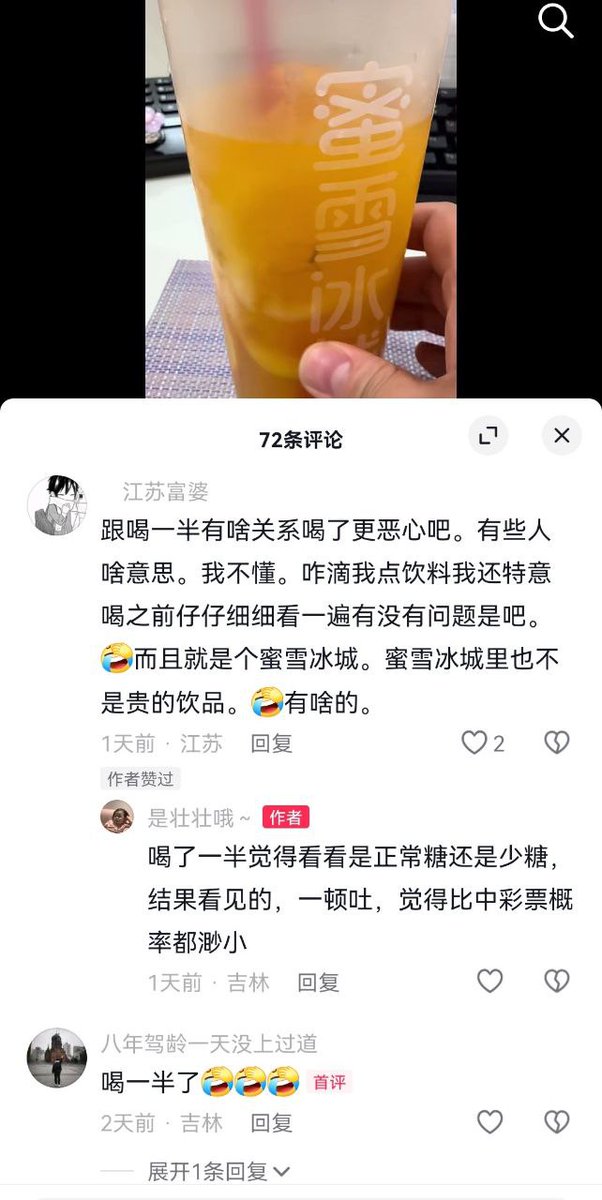 蜜雪冰城
72条评论
江苏富婆
跟喝一半有啥关系喝了更恶心吧。有些人
啥意思。我不懂。咋滴我点饮料我还特意
喝之前仔仔细细看一遍有没有问题是吧。
😂而且就是个蜜雪冰城。蜜雪冰城里也不
是贵的饮品。😂有啥的。
1天前 · 江苏 回复 2
作者赞过
是壮壮哦~ 作者
喝了一半觉得看看是正常糖还是少糖，
结果看见的，一顿吐，觉得比中彩票概
率都渺小
1天前 · 吉林 回复
八年驾龄一天没上过道
喝一半了😂😂😂 首评
2天前 · 吉林 回复
展开1条回复